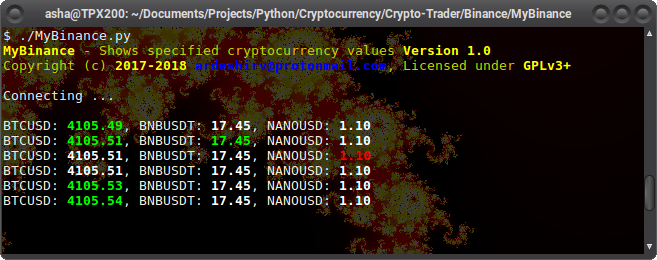 asha@TPX200: ~/Documents/Projects/Python/Cryptocurrency/Crypto-Trader/Binance/MyBinance
$ ./MyBinance.py
MyBinance - Shows specified cryptocurrency values Version 1.0
Copyright (c) 2017-2018 ardeshirv@protonmail.com, Licensed under GPLv3+
Connecting ...
BTCUSD: 4105.49, BNBUSDT: 17.45, NANOUSD: 1.10
BTCUSD: 4105.51, BNBUSDT: 17.45, NANOUSD: 1.10
BTCUSD: 4105.51, BNBUSDT: 17.45, NANOUSD: 1.10
BTCUSD: 4105.51, BNBUSDT: 17.45, NANOUSD: 1.10
BTCUSD: 4105.53, BNBUSDT: 17.45, NANOUSD: 1.10
BTCUSD: 4105.54, BNBUSDT: 17.45, NANOUSD: 1.10